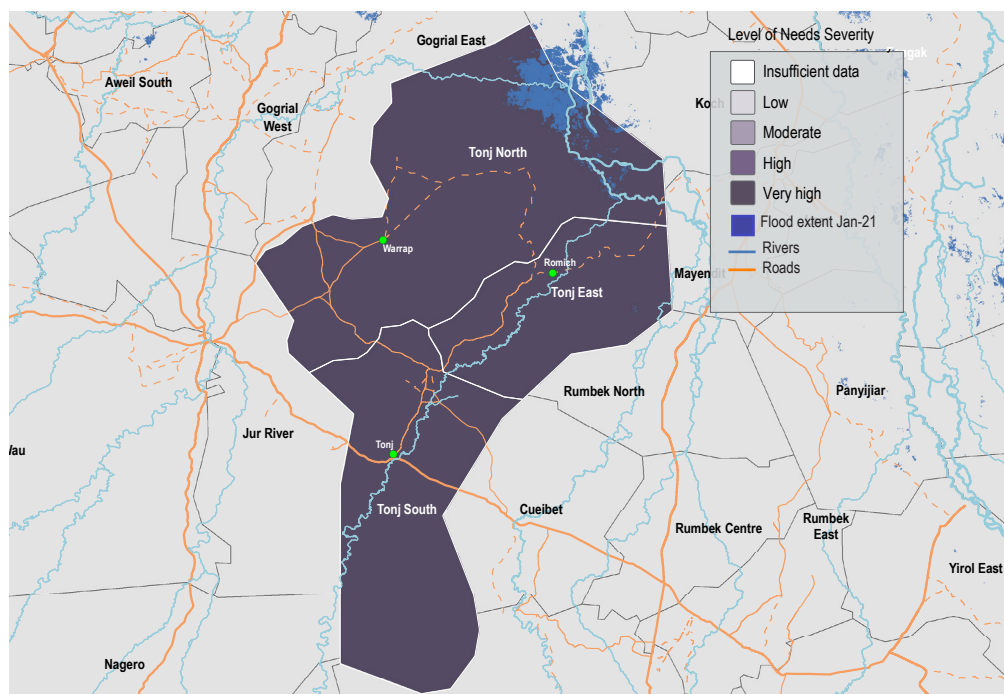 Gogrial East
Level of Needs Severity
Aweil South
Insufficient data
Low
Koch
Gogrial
West
Moderate
Tonj North
High
Very high
Flood extent Jan-21
Warrap
Rivers
Romich
Roads
Mayendit
Tonj East
Rumbek North
Panyijiar
Jur River
Tonj
Tonj South
Cueibet
Rumbek Centre
Rumbek
East
Yirol East
Nagero